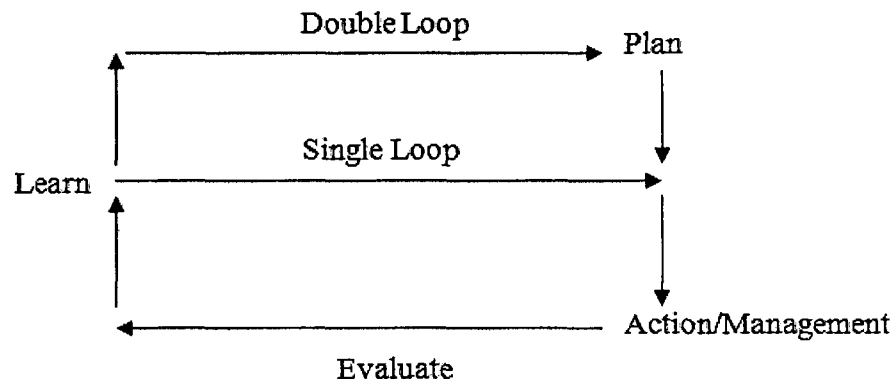 Double Loop
Plan
Single Loop
Learn
Action/Management
Evaluate